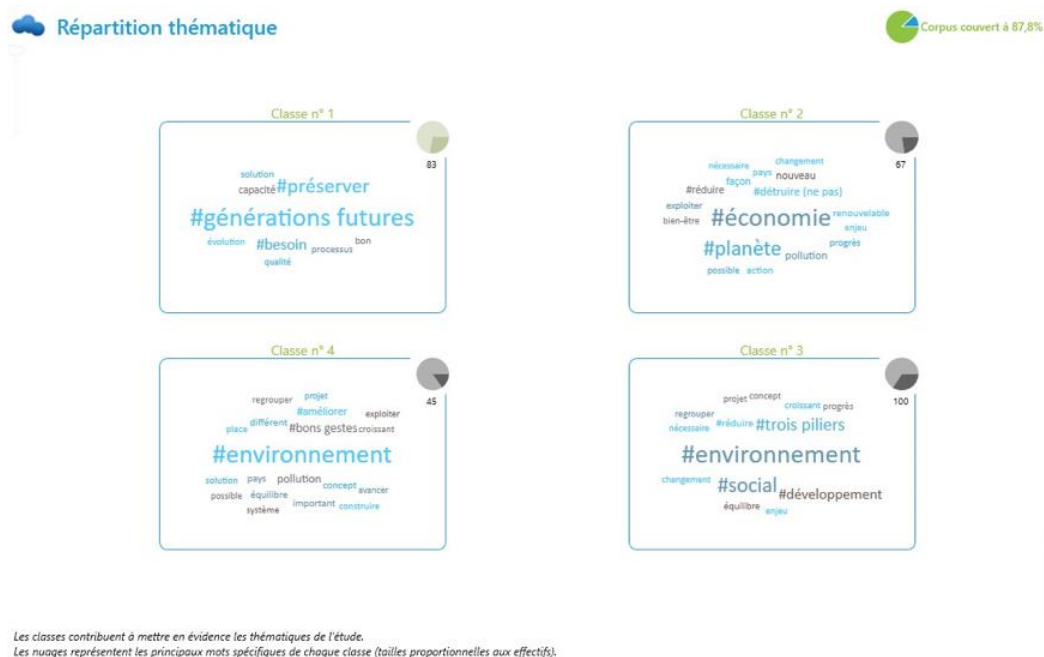 Répartition thématique
Corpus couvert à 87,8%
Classe n° 1
83
solution
capacité #préserver
#générations futures
évolution #besoin processus bon
qualité
Classe n° 2
67
nécessaire pays changement
façon nouveau
#réduire #détruire (ne pas)
exploiter
bien-être #économie renouvelable
enjeu
#planète pollution progrès
possible action
Classe n° 4
45
regrouper projet
#améliorer exploiter
place différent #bons gestes croissant
#environnement
solution pays pollution concept avancer
possible équilibre important construire
système
Classe n° 3
100
projet concept croissant progrès
regrouper
nécessaire #réduire #trois piliers
#environnement
changement #social #développement
équilibre enjeu
Les classes contribuent à mettre en évidence les thématiques de l'étude.
Les nuages représentent les principaux mots spécifiques de chaque classe (tailles proportionnelles aux effectifs).